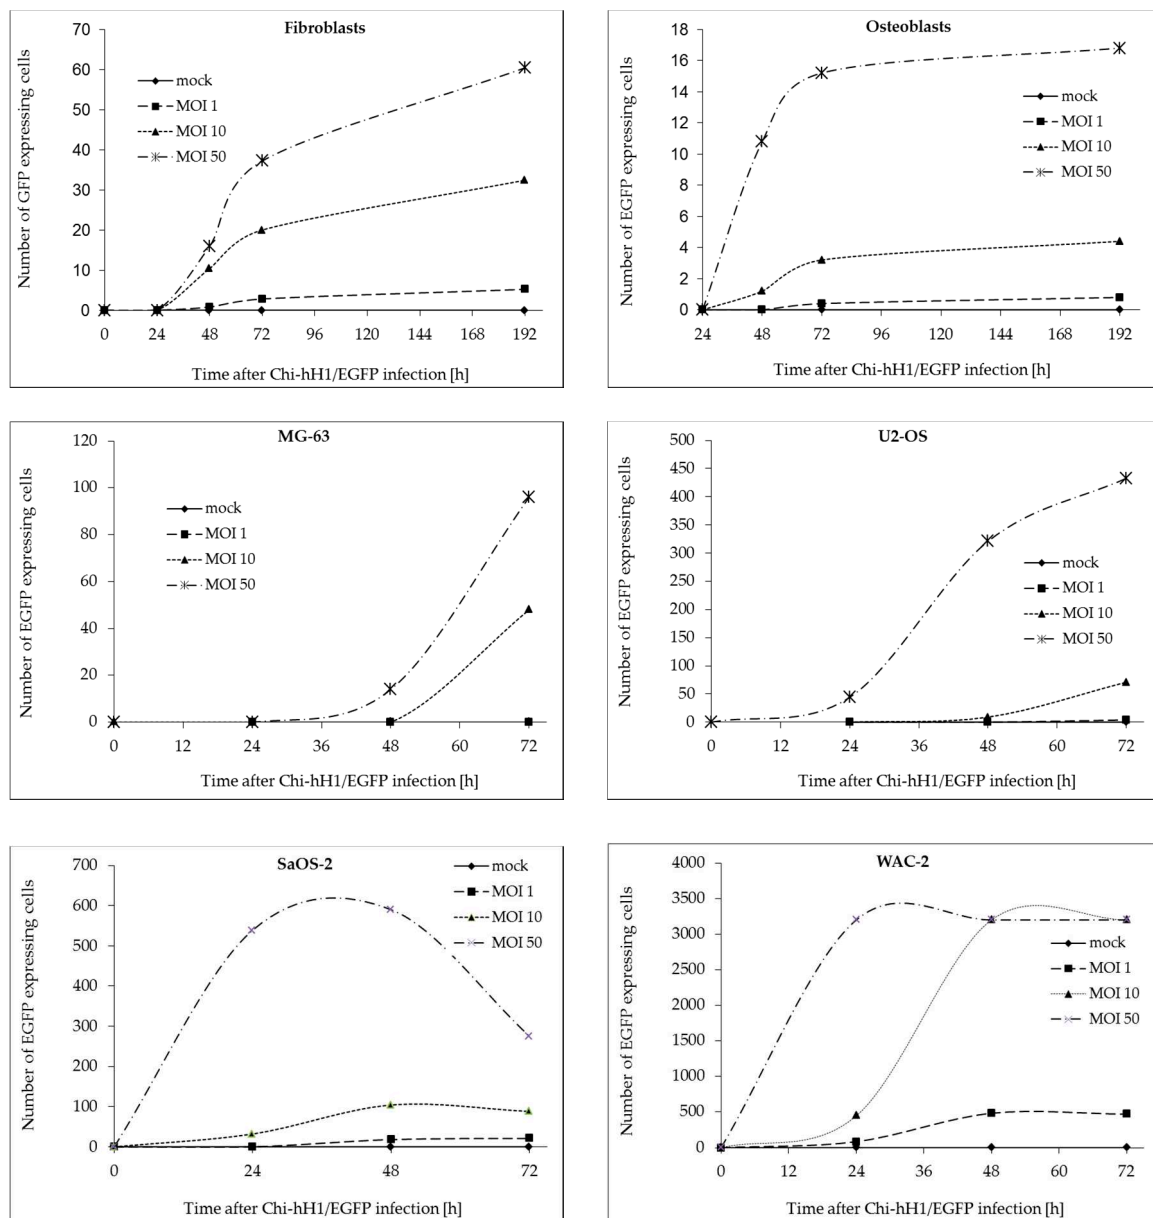 Fibroblasts
Number of GFP expressing cells
70
60
50
40
30
20
10
0
mock
MOI 1
MOI 10
MOI 50
0 24 48 72 96 120 144 168 192
Time after Chi-hH1/EGFP infection [h]
Osteoblasts
Number of EGFP expressing cells
18
16
14
12
10
8
6
4
2
0
mock
MOI 1
MOI 10
MOI 50
24 48 72 96 120 144 168 192
Time after Chi-hH1/EGFP infection [h]
MG-63
Number of EGFP expressing cells
120
100
80
60
40
20
0
mock
MOI 1
MOI 10
MOI 50
0 12 24 36 48 60 72
Time after Chi-hH1/EGFP infection [h]
U2-OS
Number of EGFP expressing cells
500
450
400
350
300
250
200
150
100
50
0
mock
MOI 1
MOI 10
MOI 50
0 12 24 36 48 60 72
Time after Chi-hH1/EGFP infection [h]
SaOS-2
Number of EGFP expressing cells
700
600
500
400
300
200
100
0
mock
MOI 1
MOI 10
MOI 50
0 24 48 72
Time after Chi-hH1/EGFP infection [h]
WAC-2
Number of EGFP expressing cells
4000
3500
3000
2500
2000
1500
1000
500
0
mock
MOI 1
MOI 10
MOI 50
0 12 24 36 48 60 72
Time after Chi-hH1/EGFP infection [h]